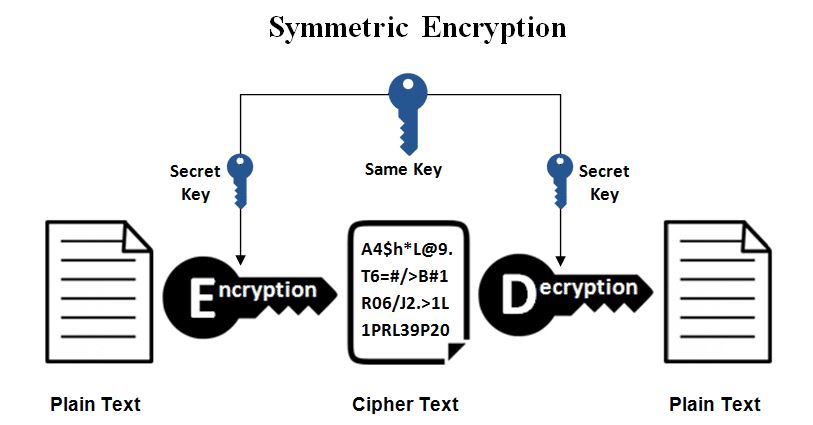 Symmetric Encryption
Secret
Key
Same Key
Secret
Key
Encryption
A4$h*L@9.
T6=#/>B#1
R06/J2.>1L
1PRL39P20
Decryption
Plain Text
Cipher Text
Plain Text